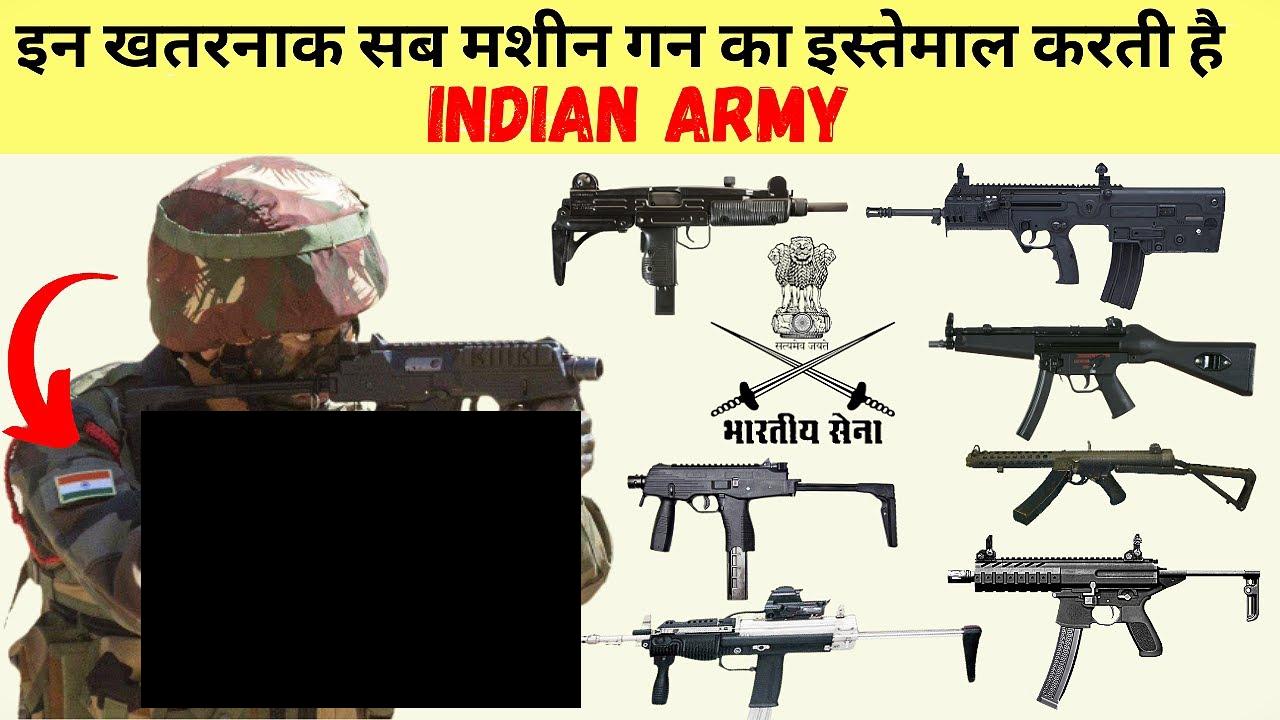 इन खतरनाक सब मशीन गन का इस्तेमाल करती है
INDIAN ARMY
सत्यमेव जयते
भारतीय सेना